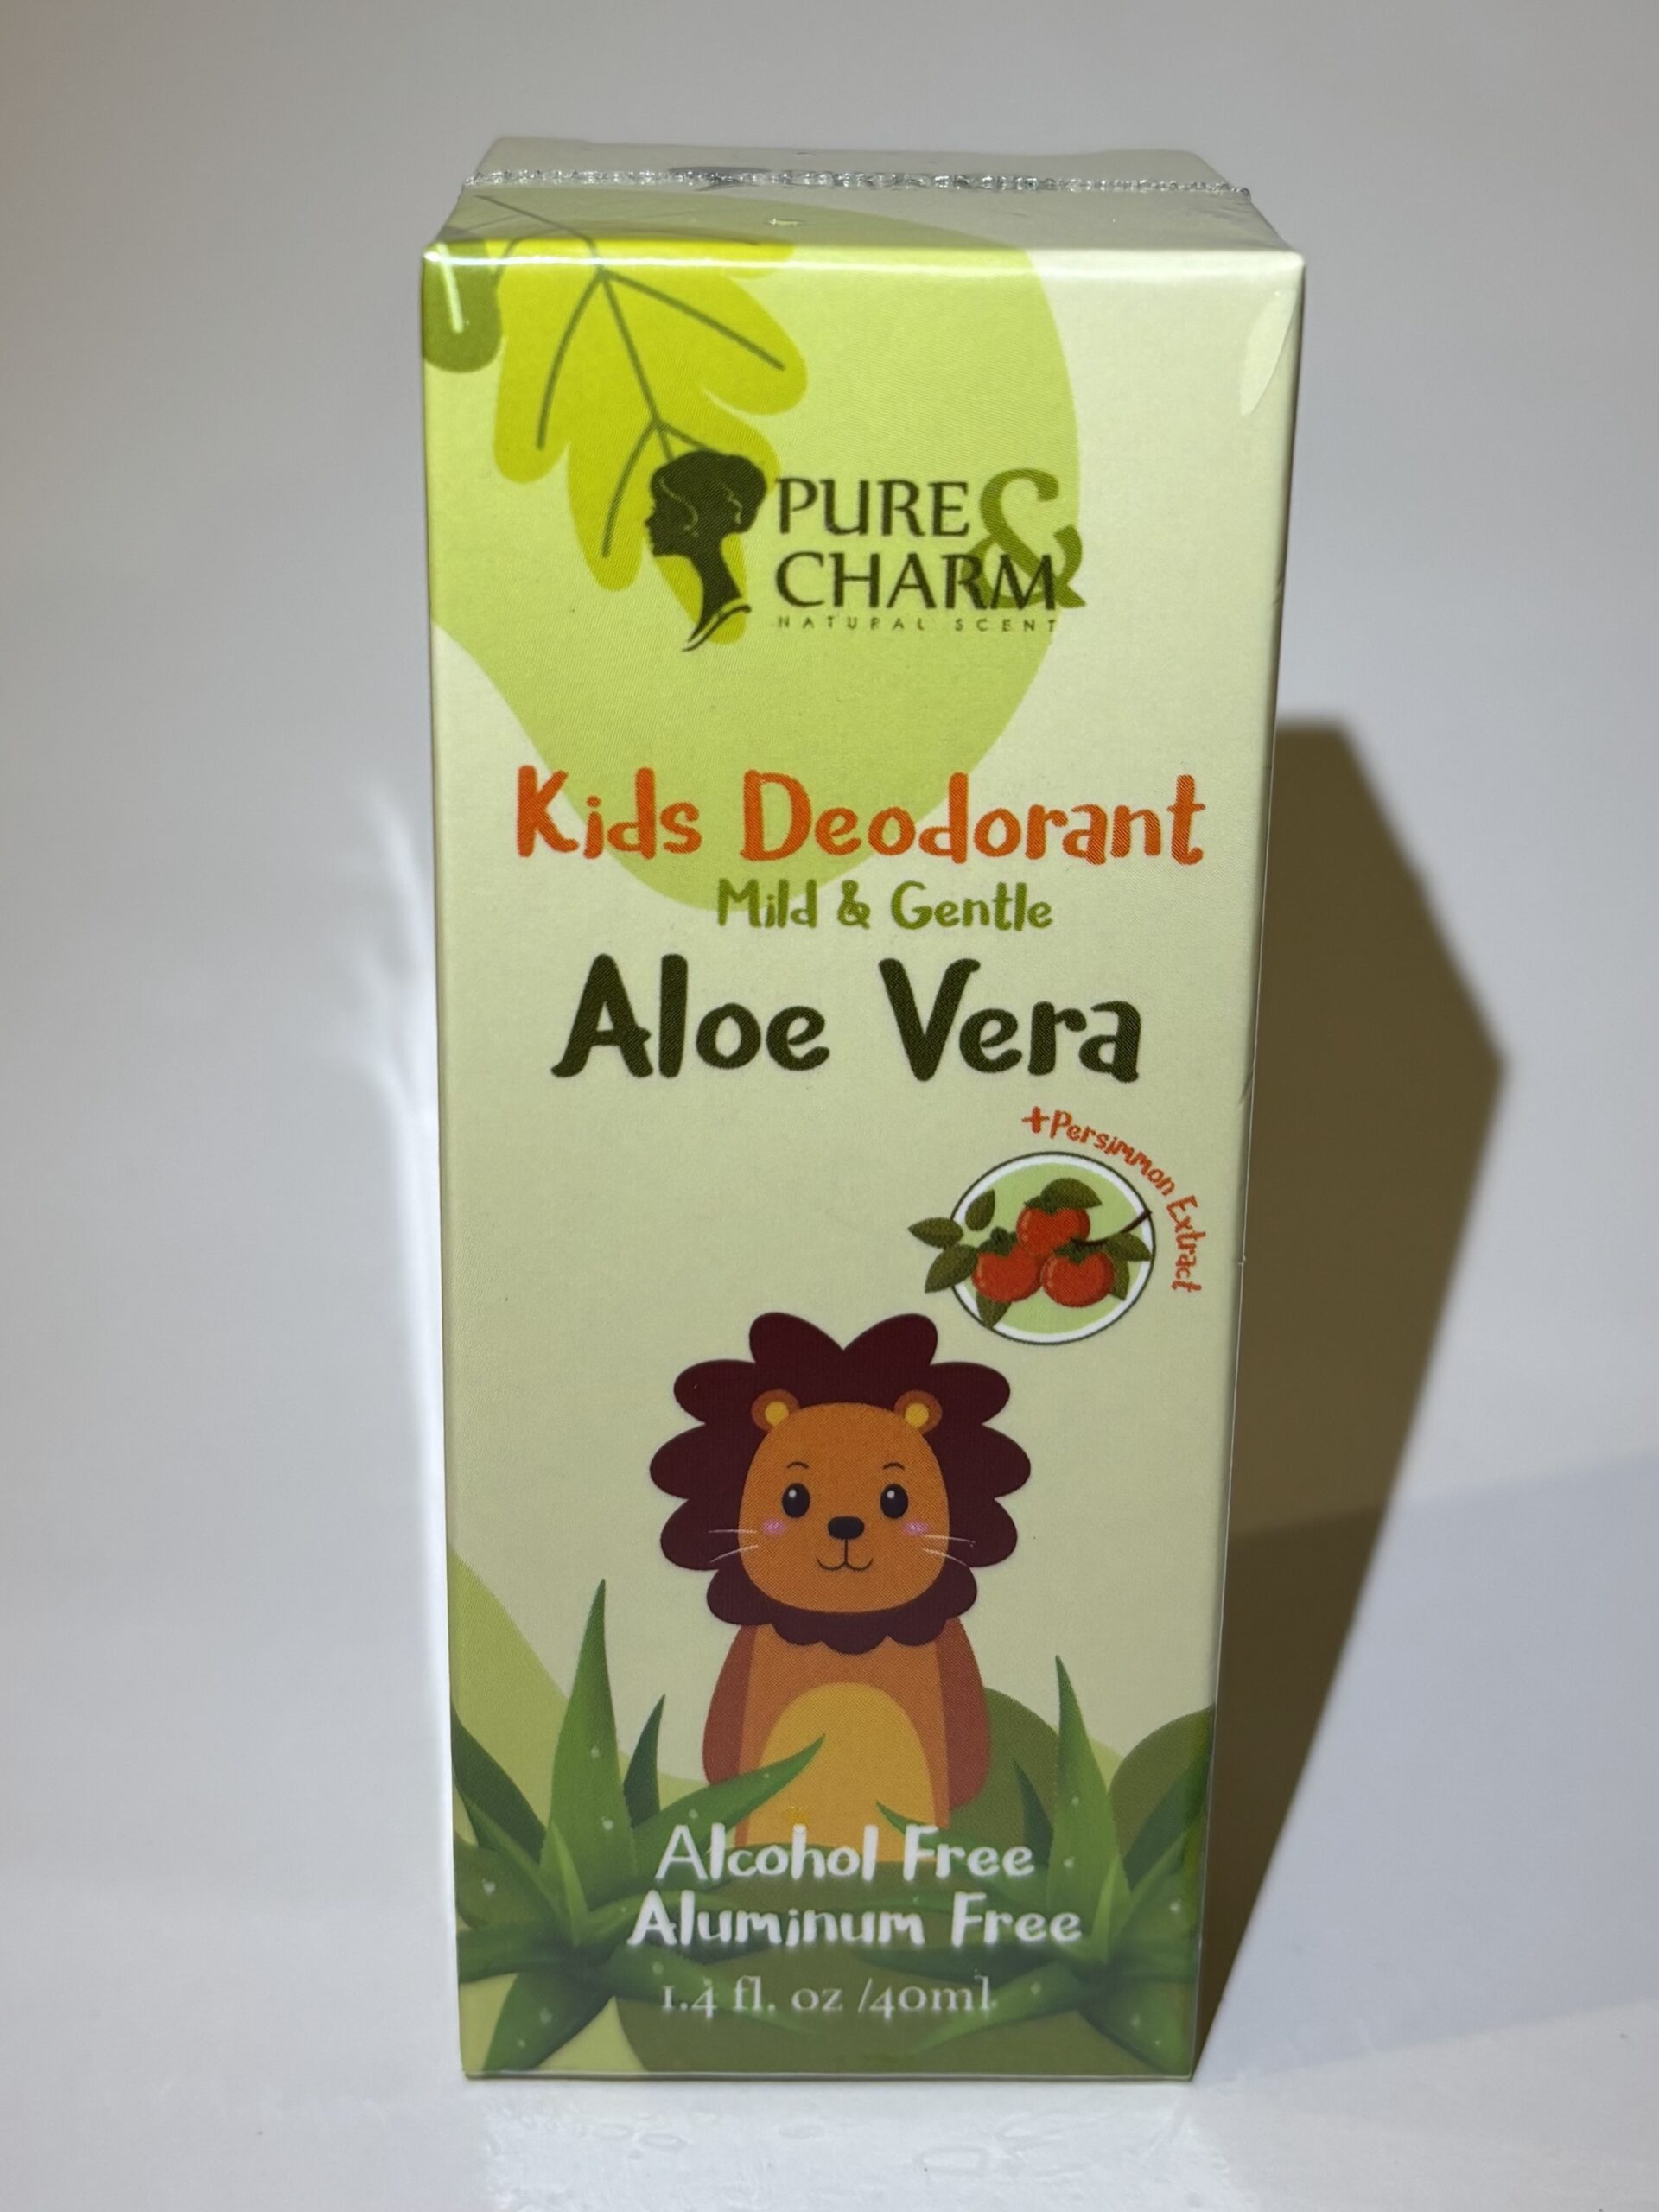 PURE &
CHARM
NATURAL SCENT
Kids Deodorant
Mild & Gentle
Aloe Vera
+Persimmon Extract
Alcohol Free
Aluminum Free
1.4 fl. oz /40ml